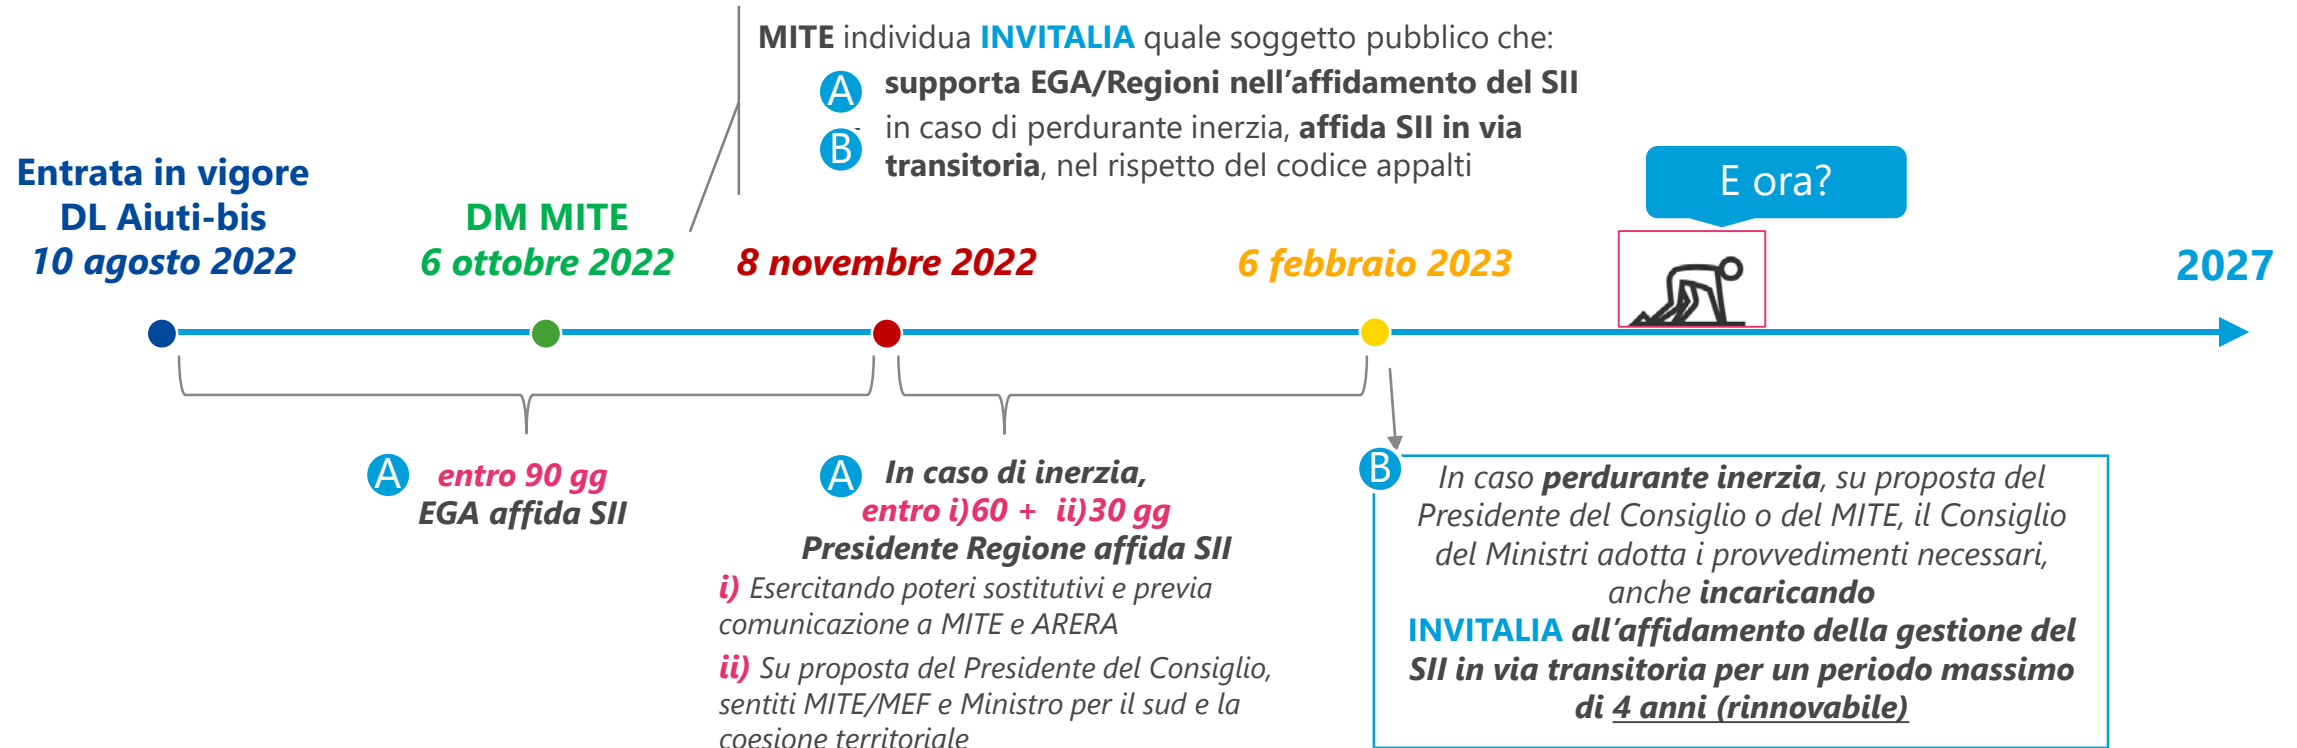 MITE individua INVITALIA quale soggetto pubblico che:
A supporta EGA/Regioni nell'affidamento del SII
B in caso di perdurante inerzia, affida SII in via
transitoria, nel rispetto del codice appalti
E ora?
Entrata in vigore
DL Aiuti-bis
10 agosto 2022
DM MITE
6 ottobre 2022
8 novembre 2022
6 febbraio 2023
2027
A entro 90 gg
EGA affida SII
A In caso di inerzia,
entro i)60 + ii)30 gg
Presidente Regione affida SII
i) Esercitando poteri sostitutivi e previa
comunicazione a MITE e ARERA
ii) Su proposta del Presidente del Consiglio,
sentiti MITE/MEF e Ministro per il sud e la
coesione territoriale
B In caso perdurante inerzia, su proposta del
Presidente del Consiglio o del MITE, il Consiglio
del Ministri adotta i provvedimenti necessari,
anche incaricando
INVITALIA all'affidamento della gestione del
SII in via transitoria per un periodo massimo
di 4 anni (rinnovabile)